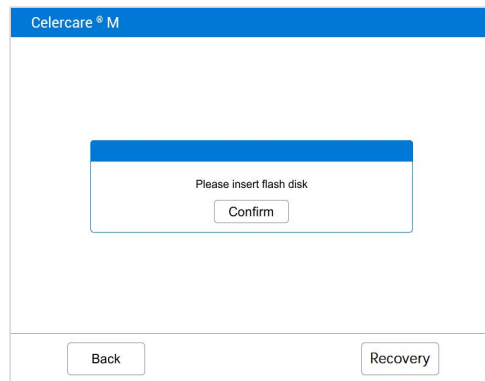 Celercare ® M
Please insert flash disk
Confirm
Back
Recovery